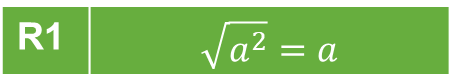 R1 √a² = a